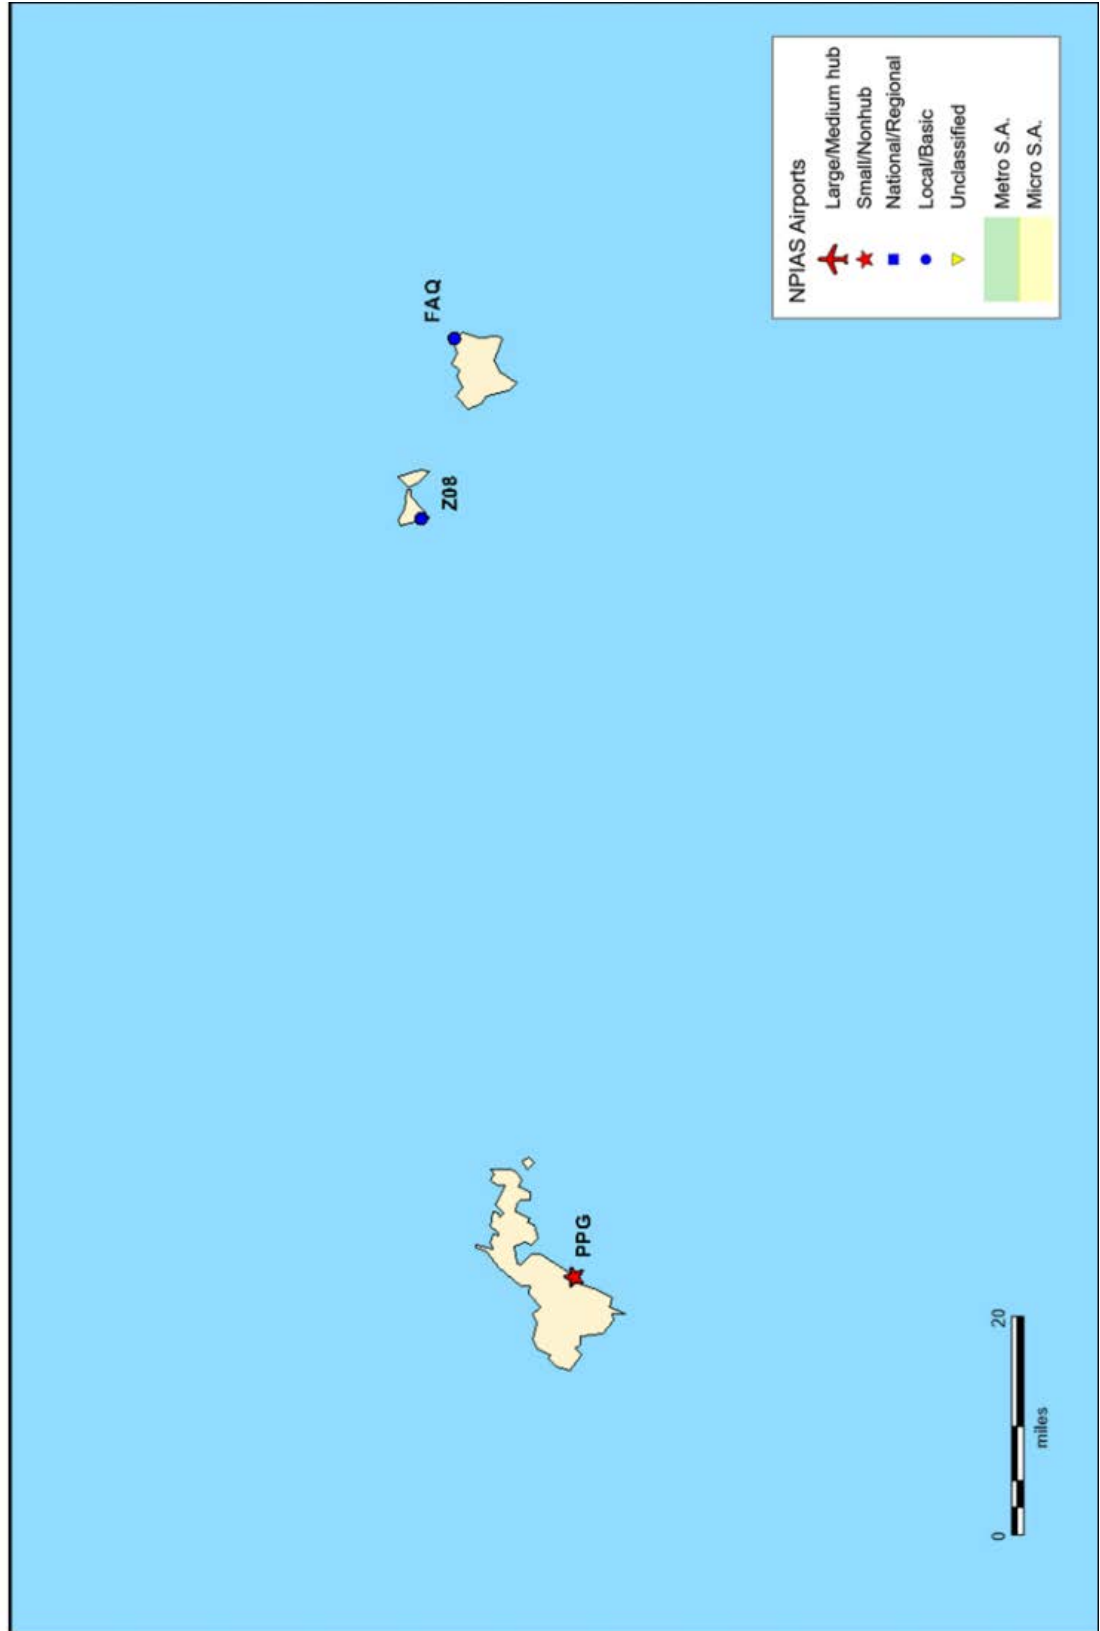 FAQ
Z08
PPG
NPIAS Airports
Large/Medium hub
Small/Nonhub
National/Regional
Local/Basic
Unclassified
Metro S.A.
Micro S.A.
0 20
miles